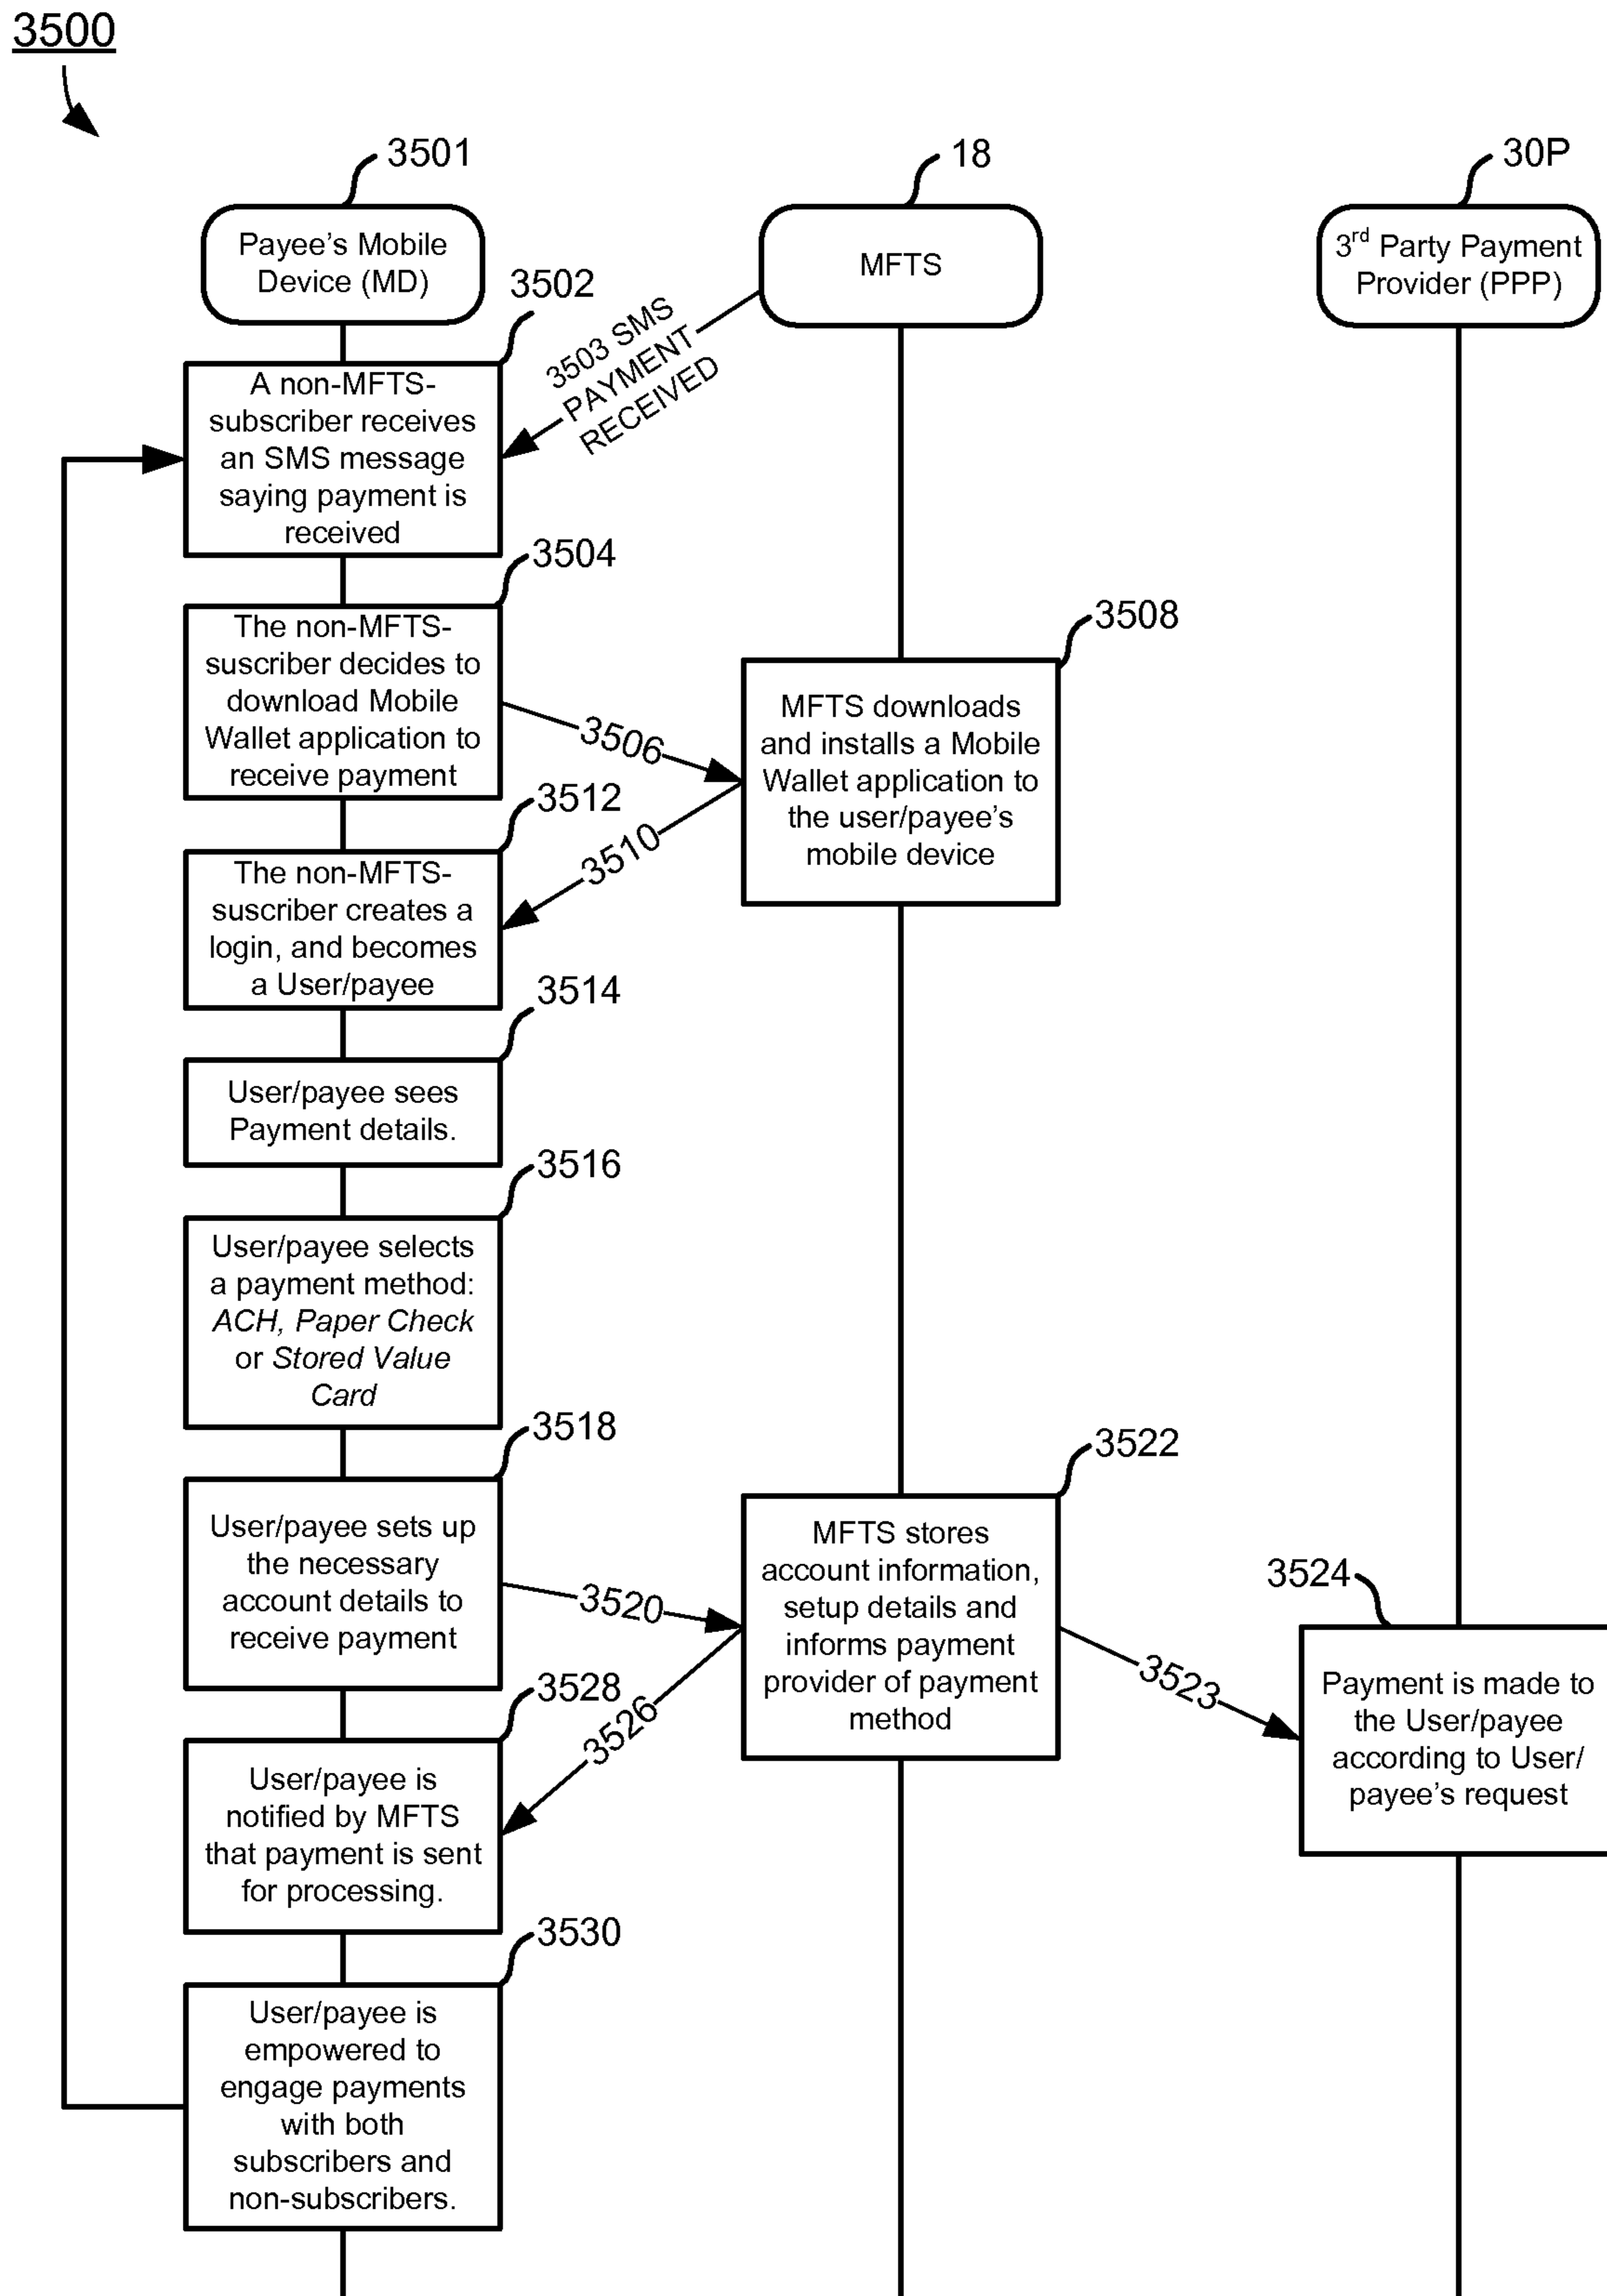 3500
3501
18
30P
Payee’s Mobile
Device (MD)
MFTS
3rd Party Payment
Provider (PPP)
3502
3503 SMS
PAYMENT
RECEIVED
A non-MFTS-
subscriber receives
an SMS message
saying payment is
received
3504
The non-MFTS-
suscriber decides to
download Mobile
Wallet application to
receive payment
3506
3508
MFTS downloads
and installs a Mobile
Wallet application to
the user/payee’s
mobile device
3510
3512
The non-MFTS-
suscriber creates a
login, and becomes
a User/payee
3514
User/payee sees
Payment details.
3516
User/payee selects
a payment method:
ACH, Paper Check
or Stored Value
Card
3518
User/payee sets up
the necessary
account details to
receive payment
3520
3522
MFTS stores
account information,
setup details and
informs payment
provider of payment
method
3523
3524
Payment is made to
the User/payee
according to User/
payee’s request
3526
3528
User/payee is
notified by MFTS
that payment is sent
for processing.
3530
User/payee is
empowered to
engage payments
with both
subscribers and
non-subscribers.